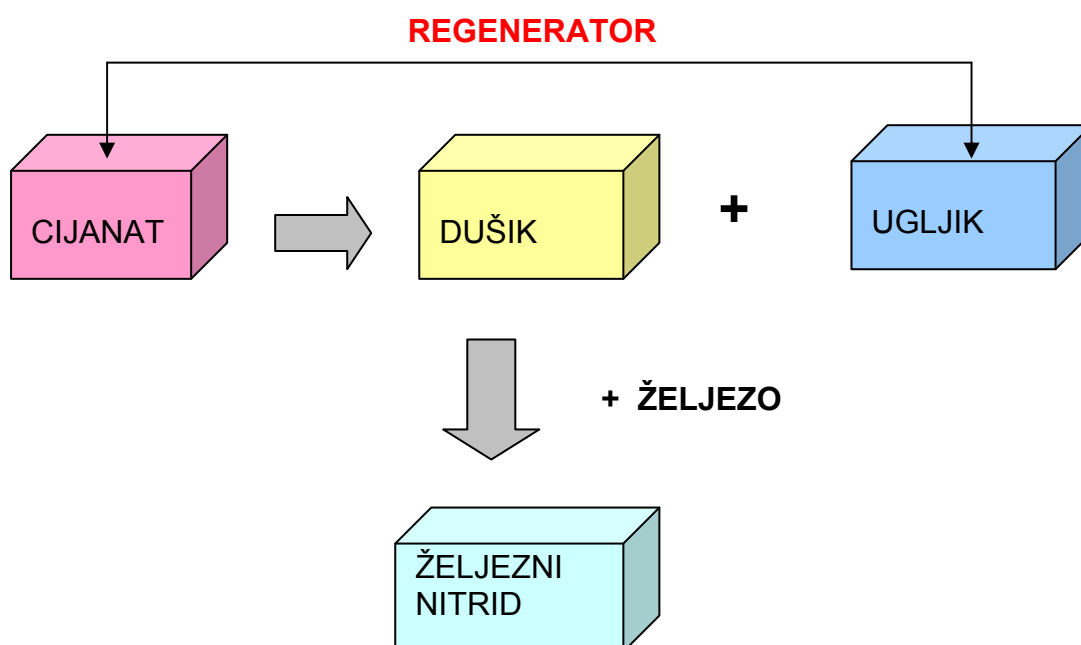 REGENERATOR
CIJANAT
DUŠIK
+
UGLJIK
+ ŽELJEZO
ŽELJEZNI
NITRID